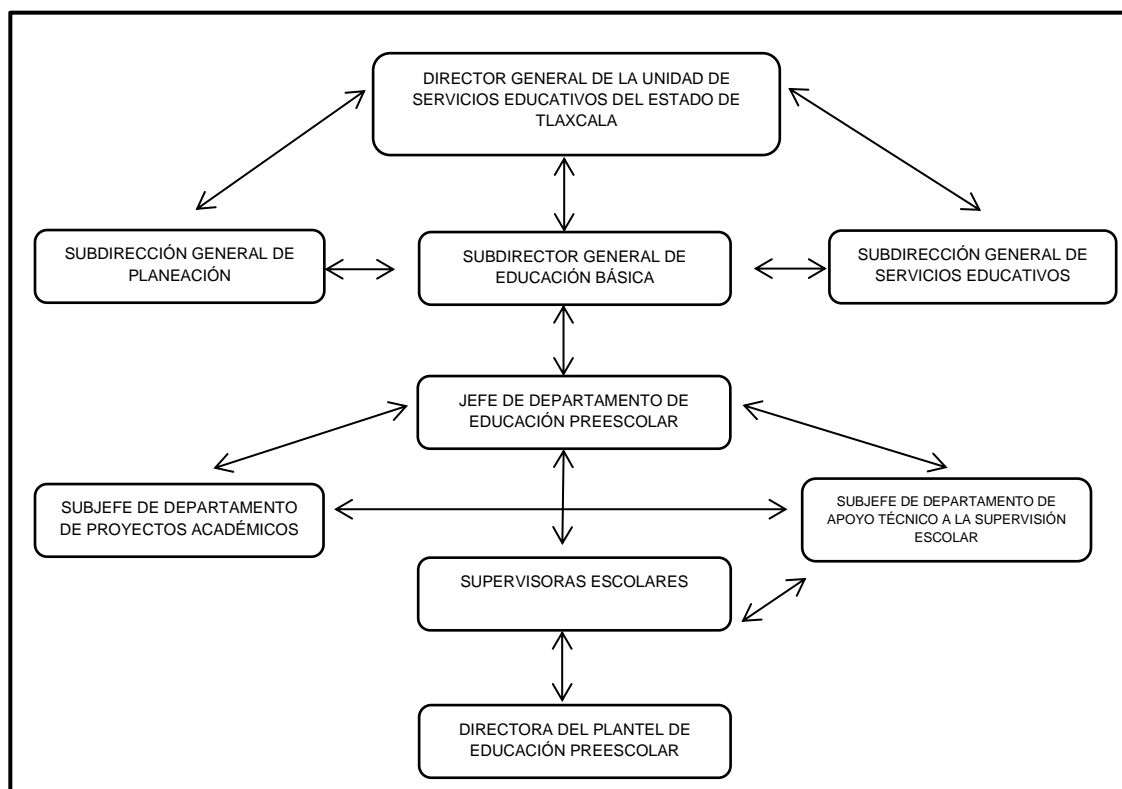 DIRECTOR GENERAL DE LA UNIDAD DE
SERVICIOS EDUCATIVOS DEL ESTADO DE
TLAXCALA
SUBDIRECCIÓN GENERAL DE
PLANEACIÓN
SUBDIRECTOR GENERAL DE
EDUCACIÓN BÁSICA
SUBDIRECCIÓN GENERAL DE
SERVICIOS EDUCATIVOS
JEFE DE DEPARTAMENTO DE
EDUCACIÓN PREESCOLAR
SUBJEFE DE DEPARTAMENTO
DE PROYECTOS ACADÉMICOS
SUBJEFE DE DEPARTAMENTO DE
APOYO TÉCNICO A LA SUPERVISIÓN
ESCOLAR
SUPERVISORAS ESCOLARES
DIRECTORA DEL PLANTEL DE
EDUCACIÓN PREESCOLAR